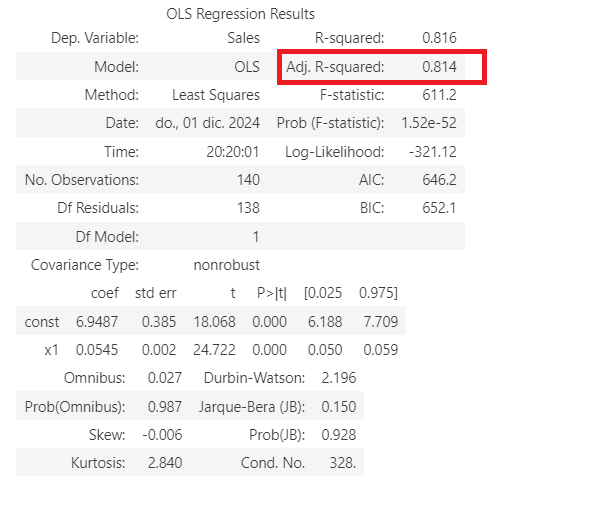 OLS Regression Results
Dep. Variable: Sales R-squared: 0.816
Model: OLS Adj. R-squared: 0.814
Method: Least Squares F-statistic: 611.2
Date: do., 01 dic. 2024 Prob (F-statistic): 1.52e-52
Time: 20:20:01 Log-Likelihood: -321.12
No. Observations: 140 AIC: 646.2
Df Residuals: 138 BIC: 652.1
Df Model: 1
Covariance Type: nonrobust
coef std err t P>|t| [0.025 0.975]
const 6.9487 0.385 18.068 0.000 6.188 7.709
x1 0.0545 0.002 24.722 0.000 0.050 0.059
Omnibus: 0.027 Durbin-Watson: 2.196
Prob(Omnibus): 0.987 Jarque-Bera (JB): 0.150
Skew: -0.006 Prob(JB): 0.928
Kurtosis: 2.840 Cond. No. 328.